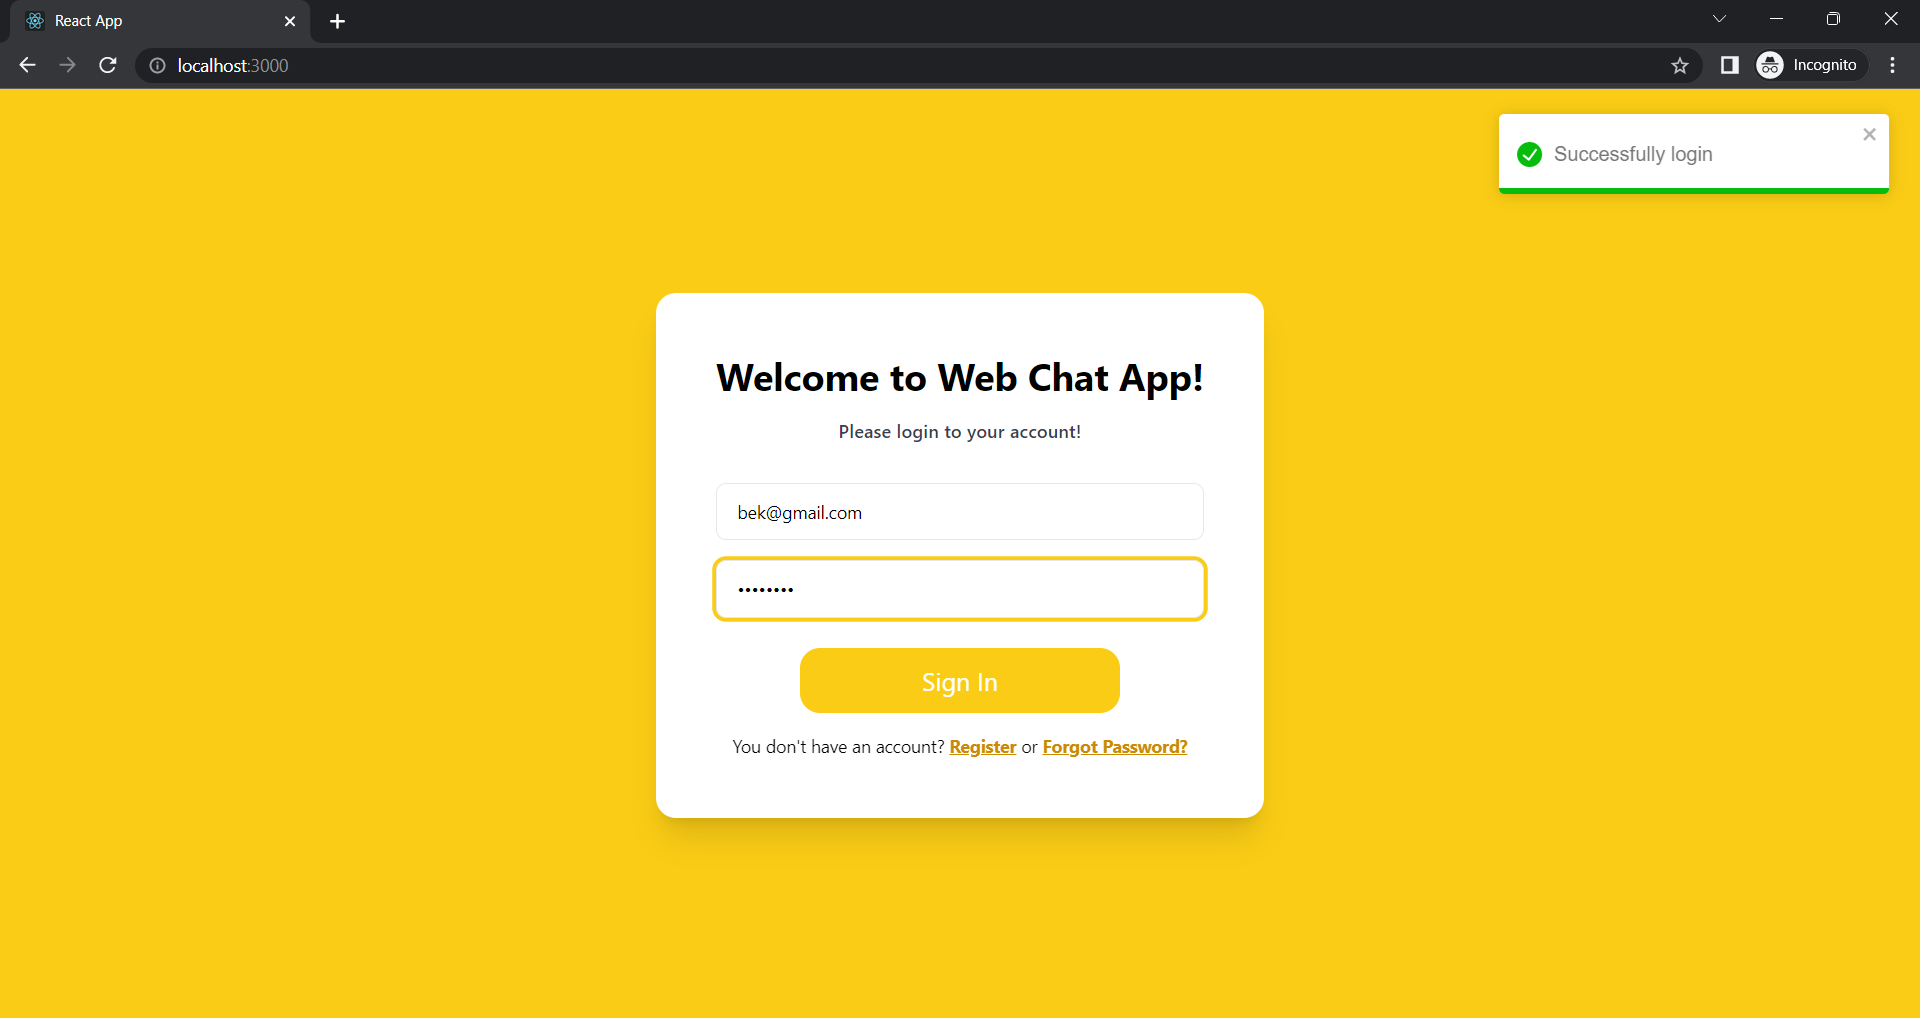 React App
localhost:3000
Incognito
Successfully login
Welcome to Web Chat App!
Please login to your account!
bek@gmail.com
••••••••
Sign In
You don't have an account? Register or Forgot Password?